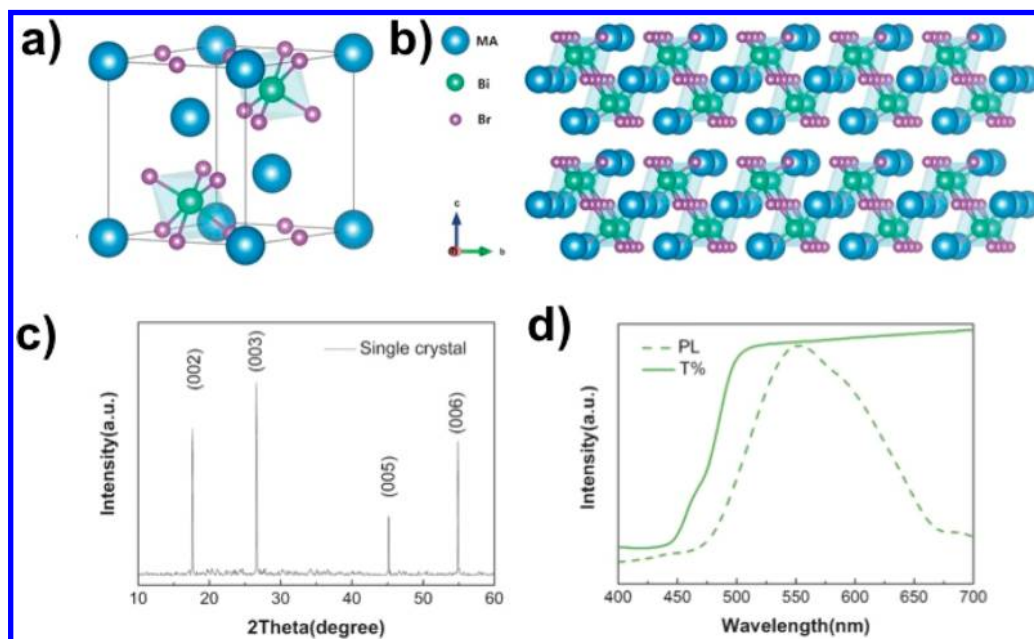 a)
b)
MA
Bi
Br
c
b
c)
Intensity(a.u.)
(002)
(003)
(005)
(006)
Single crystal
10 20 30 40 50 60
2Theta(degree)
d)
Intensity(a.u.)
PL
T%
400 450 500 550 600 650 700
Wavelength(nm)